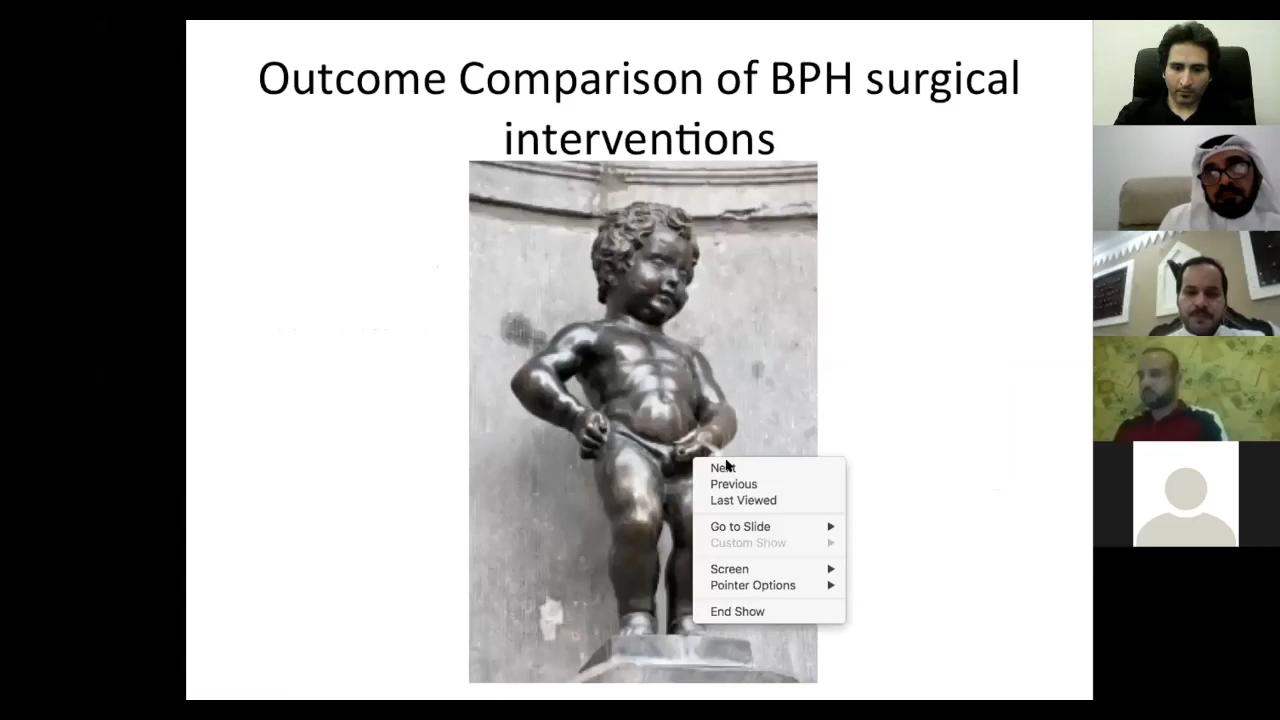 Outcome Comparison of BPH surgical
interventions
Next
Previous
Last Viewed
Go to Slide
Custom Show
Screen
Pointer Options
End Show